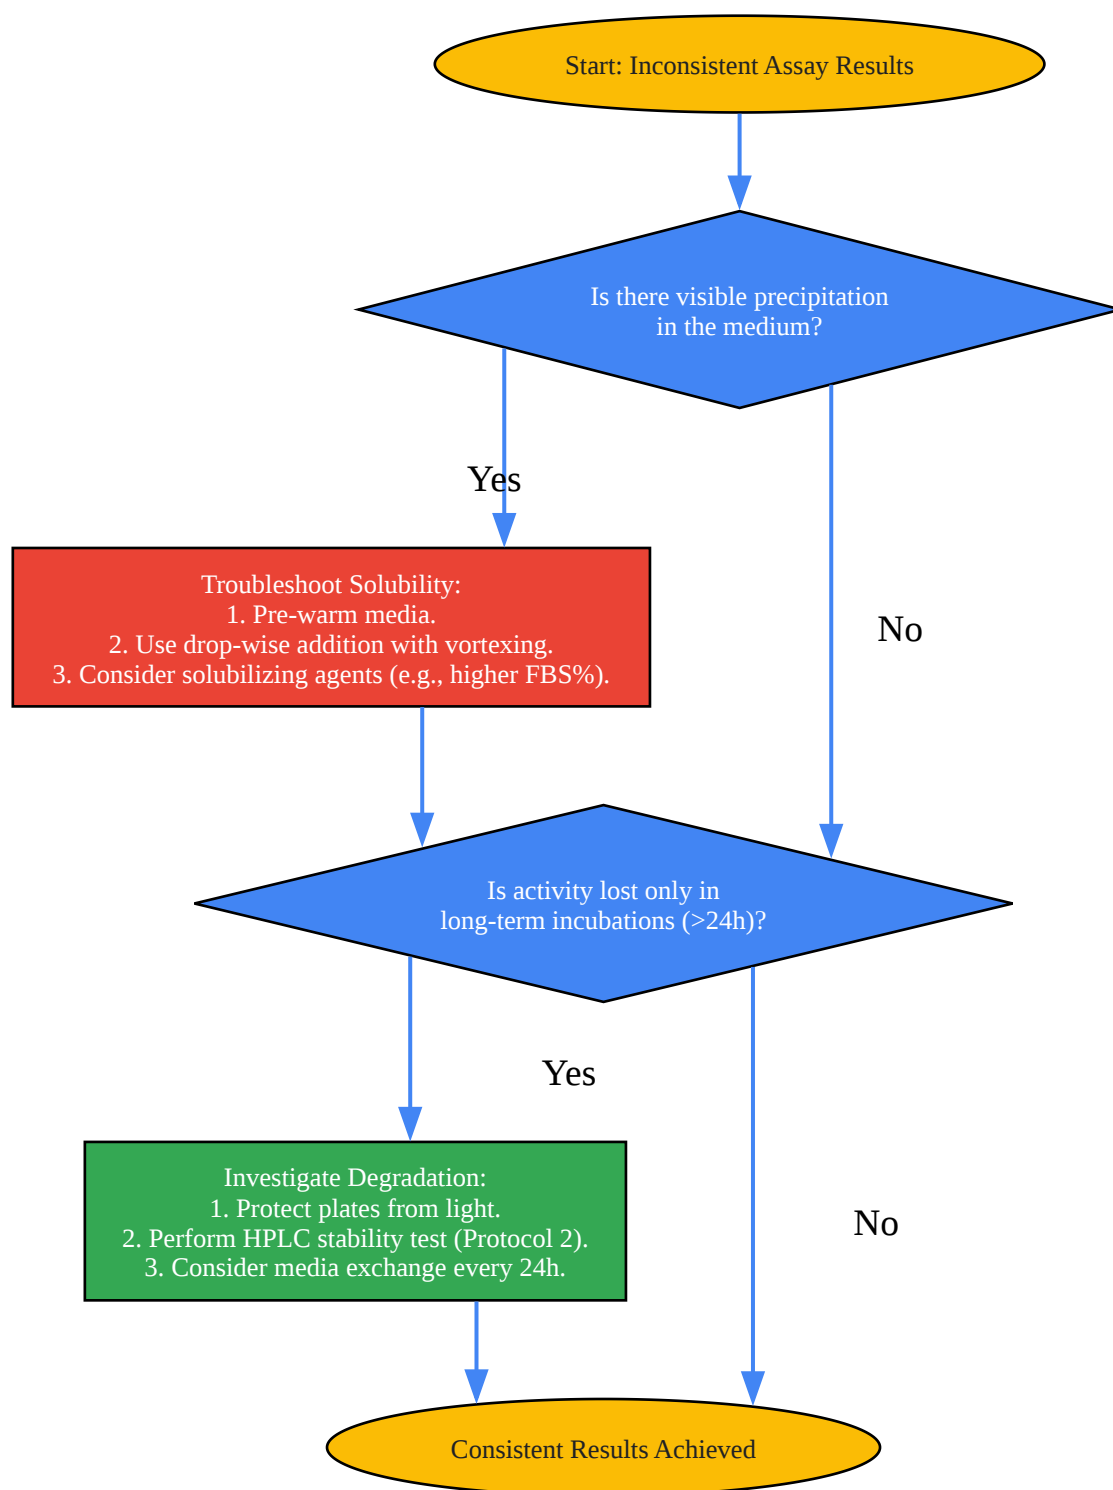 Start: Inconsistent Assay Results
Is there visible precipitation
in the medium?
Yes
No
Troubleshoot Solubility:
1. Pre-warm media.
2. Use drop-wise addition with vortexing.
3. Consider solubilizing agents (e.g., higher FBS%).
Is activity lost only in
long-term incubations (>24h)?
Yes
No
Investigate Degradation:
1. Protect plates from light.
2. Perform HPLC stability test (Protocol 2).
3. Consider media exchange every 24h.
Consistent Results Achieved